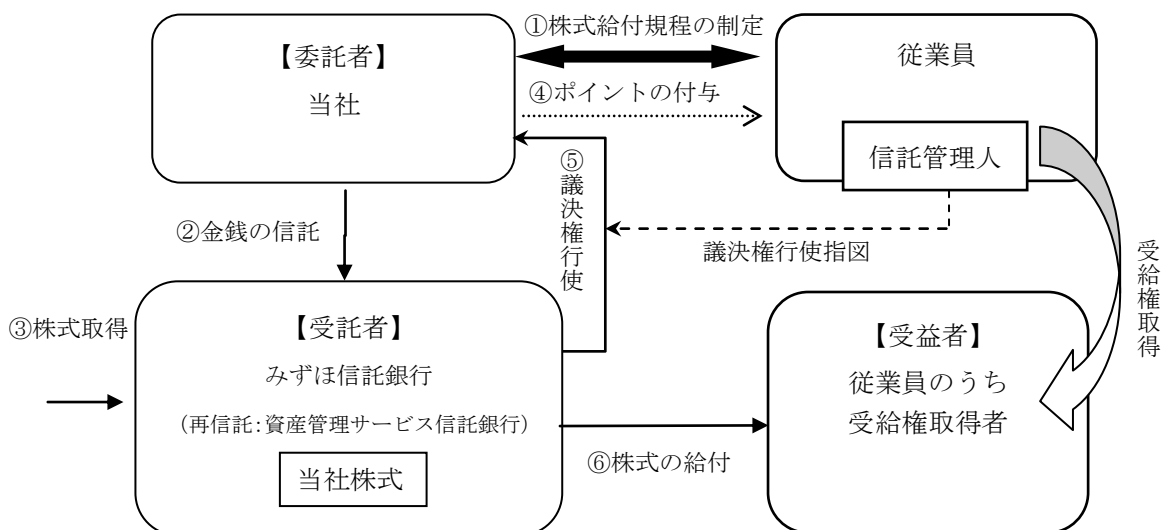 ①株式給付規程の制定
【委託者】
当社
従業員
④ポイントの付与
信託管理人
⑤議決権行使
②金銭の信託
議決権行使指図
受給権取得
③株式取得
【受託者】
みずほ信託銀行
(再信託:資産管理サービス信託銀行)
当社株式
【受益者】
従業員のうち
受給権取得者
⑥株式の給付